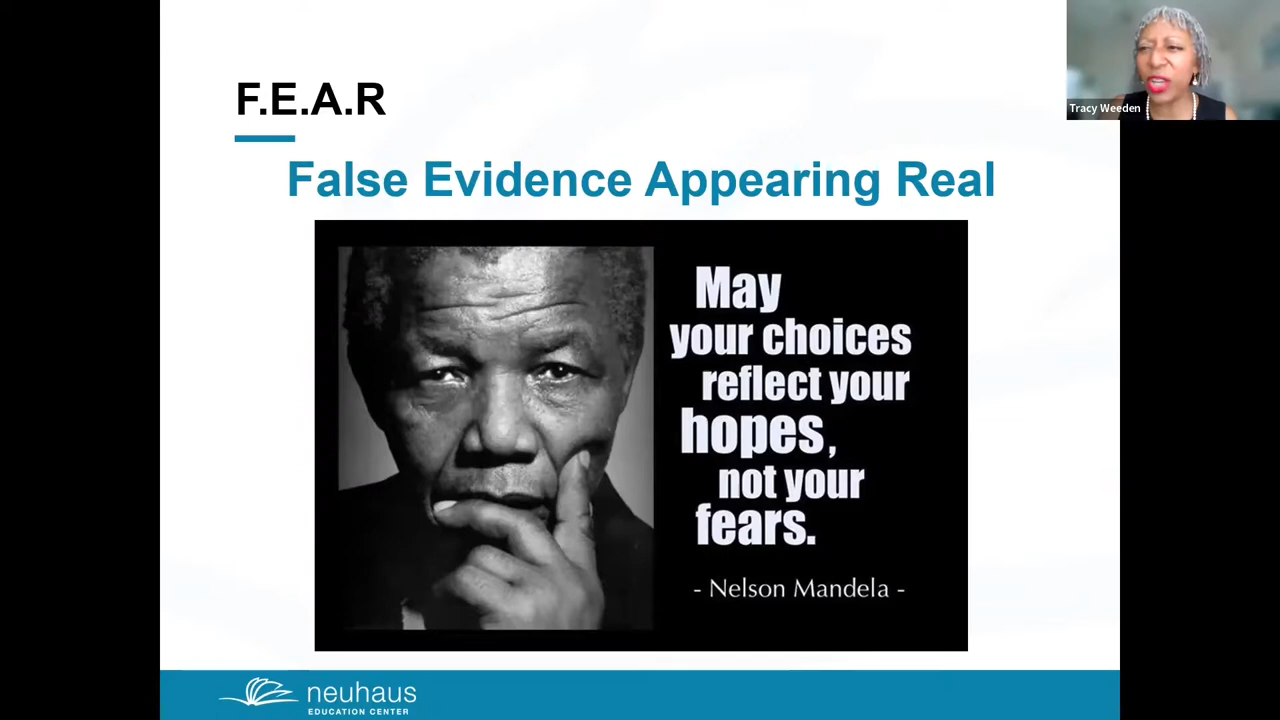 F.E.A.R
False Evidence Appearing Real
May
your choices
reflect your
hopes,
not your
fears.
- Nelson Mandela -
neuhaus
EDUCATION CENTER
Tracy Weeden